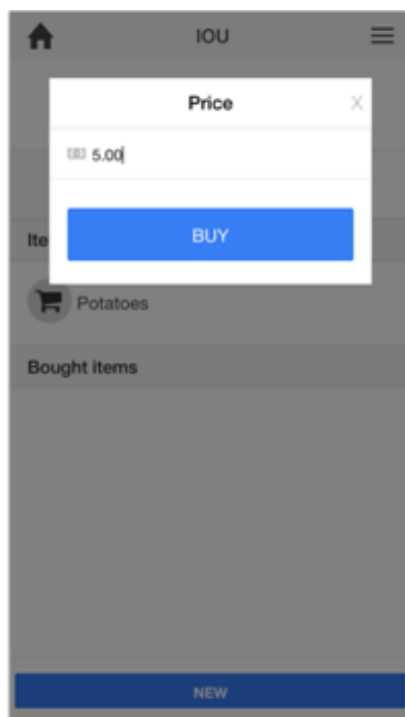 IOU
Price
X
5.00
BUY
Ite
Potatoes
Bought items
NEW